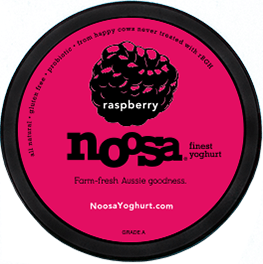 all natural • gluten free • probiotic • from happy cows never treated with rBGH
raspberry
noosa®
finest
yoghurt
Farm-fresh Aussie goodness.
NoosaYoghurt.com
GRADE A